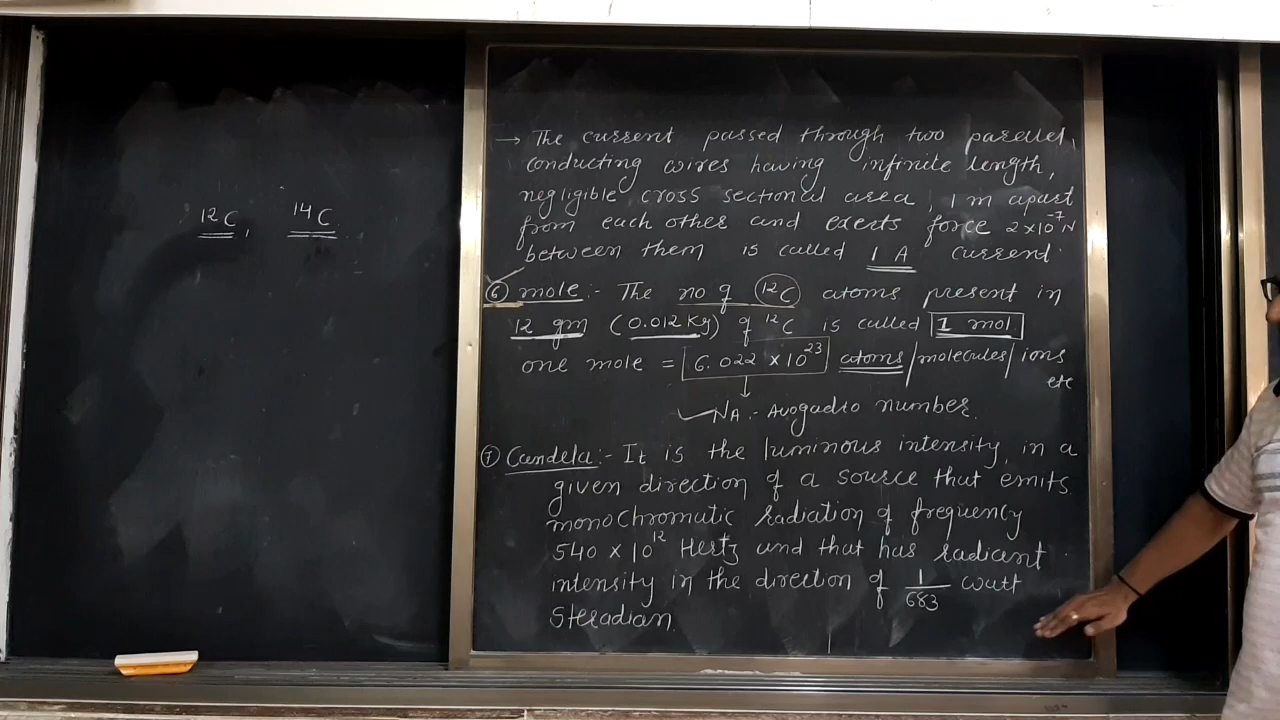 ¹²C, ¹⁴C
→ The current passed through two parallel,
conducting wires having infinite length,
negligible cross sectional area, 1 m apart
from each other and exerts force 2×10⁻⁷ N
between them is called 1 A current.
⑥ mole:- The no of ¹²C atoms present in
12 gm (0.012 Kg) of ¹²C is called 1 mol.
one mole = 6.022 × 10²³ atoms/molecules/ions
etc
↓
NA :- Avogadro number.
⑦ Candela:- It is the luminous intensity, in a
given direction of a source that emits
monochromatic radiation of frequency
540 × 10¹² Hertz and that has radiant
intensity in the direction of 1/683 watt
Steradian.